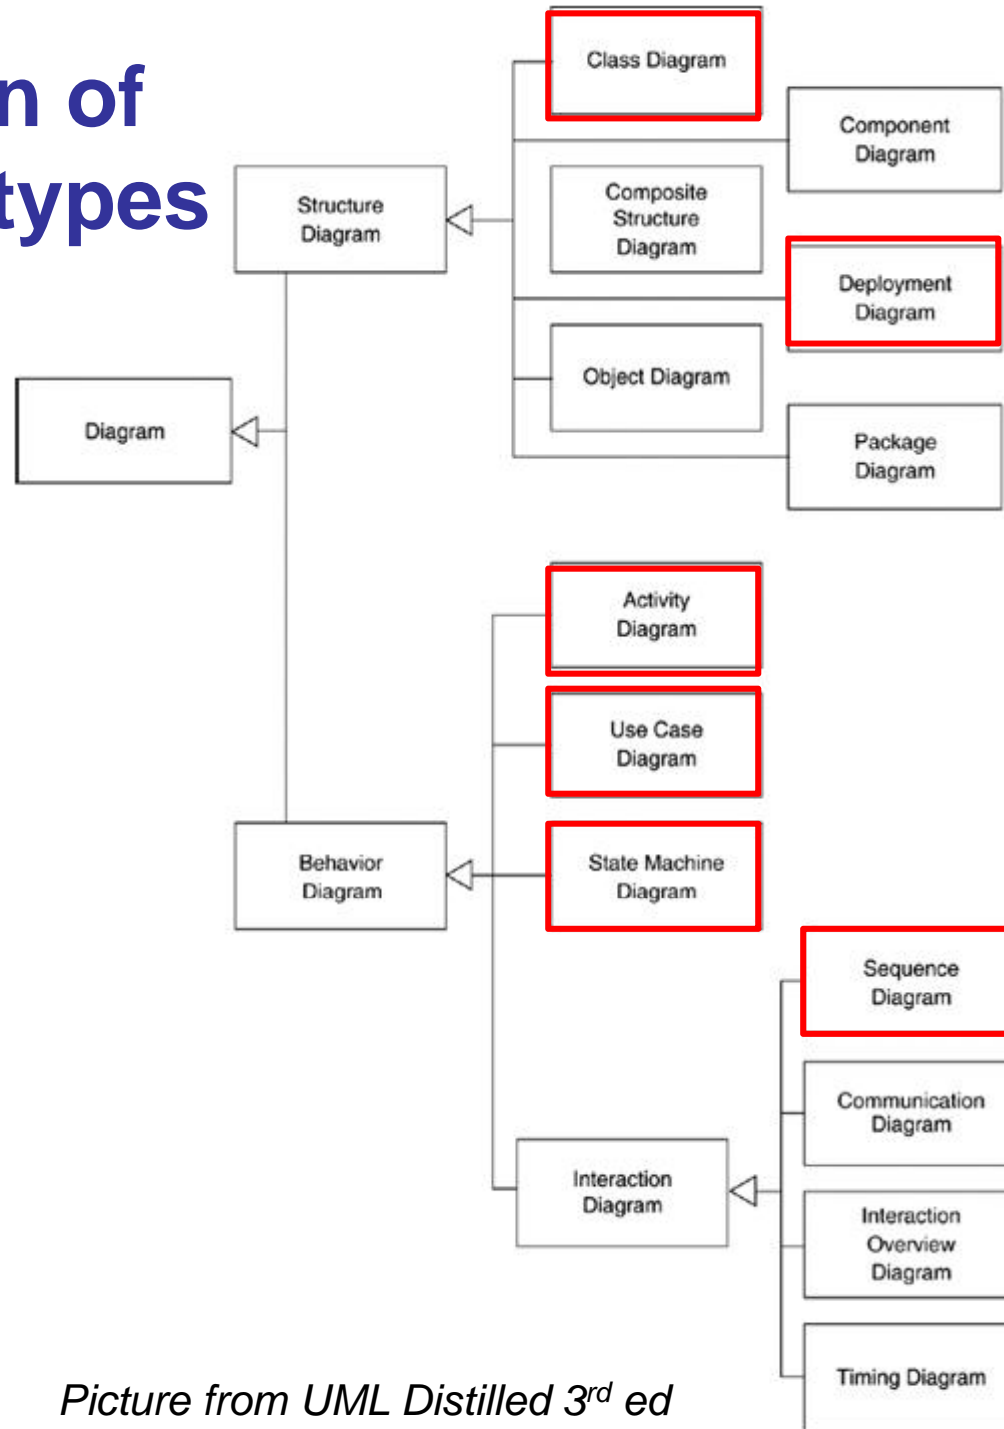 n of
types
Class Diagram
Component
Diagram
Structure
Diagram
Composite
Structure
Diagram
Deployment
Diagram
Object Diagram
Diagram
Package
Diagram
Activity
Diagram
Use Case
Diagram
Behavior
Diagram
State Machine
Diagram
Sequence
Diagram
Communication
Diagram
Interaction
Diagram
Interaction
Overview
Diagram
Timing Diagram
Picture from UML Distilled 3rd ed